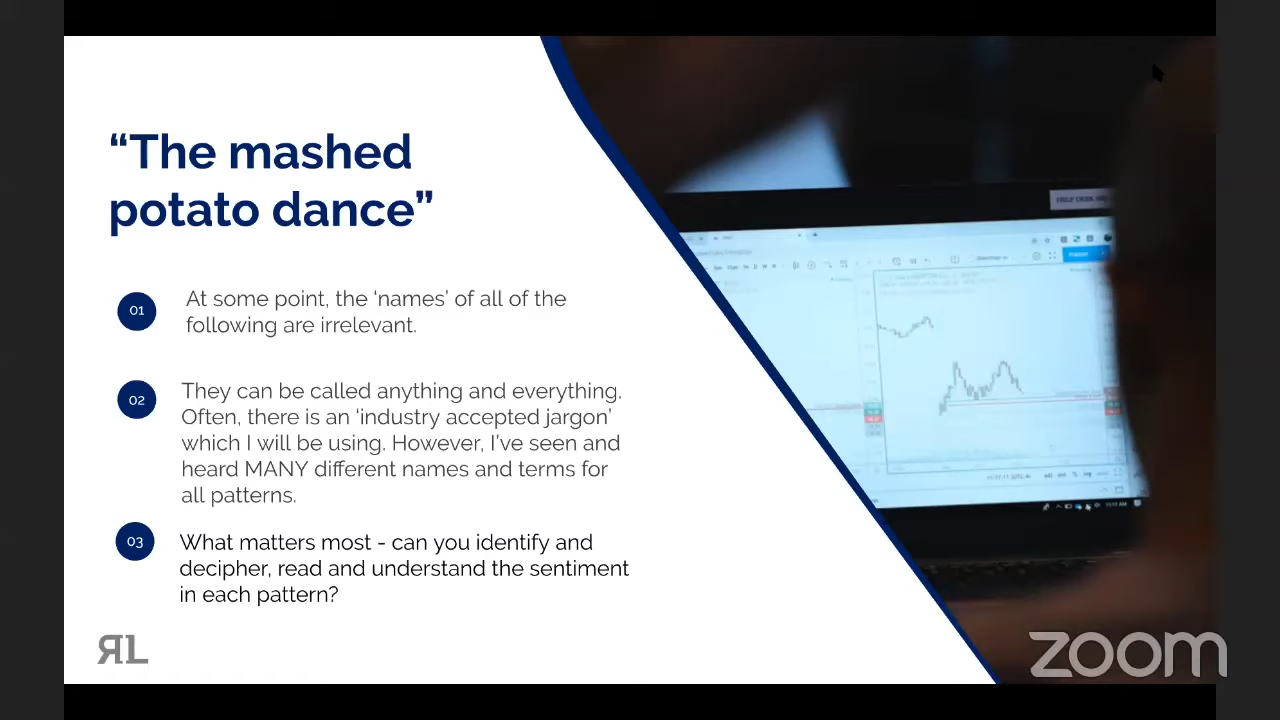 “The mashed
potato dance”
01
At some point, the ‘names’ of all of the
following are irrelevant.
02
They can be called anything and everything.
Often, there is an ‘industry accepted jargon’
which I will be using. However, I’ve seen and
heard MANY different names and terms for
all patterns.
03
What matters most - can you identify and
decipher, read and understand the sentiment
in each pattern?
zoom